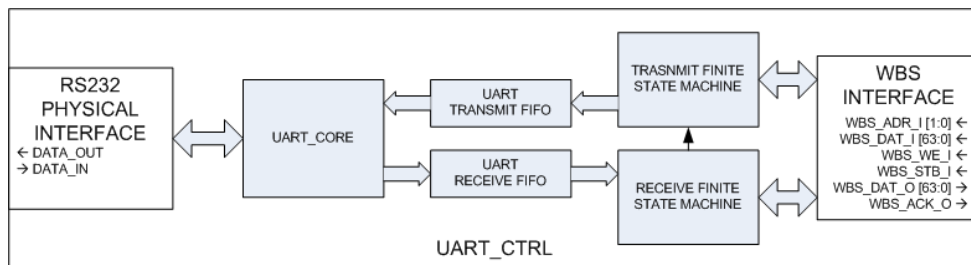 RS232
PHYSICAL
INTERFACE
← DATA_OUT
→ DATA_IN
UART_CORE
UART
TRANSMIT FIFO
UART
RECEIVE FIFO
TRASNMIT FINITE
STATE MACHINE
RECEIVE FINITE
STATE MACHINE
WBS
INTERFACE
WBS_ADR_I [1:0] ←
WBS_DAT_I [63:0] ←
WBS_WE_I ←
WBS_STB_I ←
WBS_DAT_O [63:0] →
WBS_ACK_O →
UART_CTRL